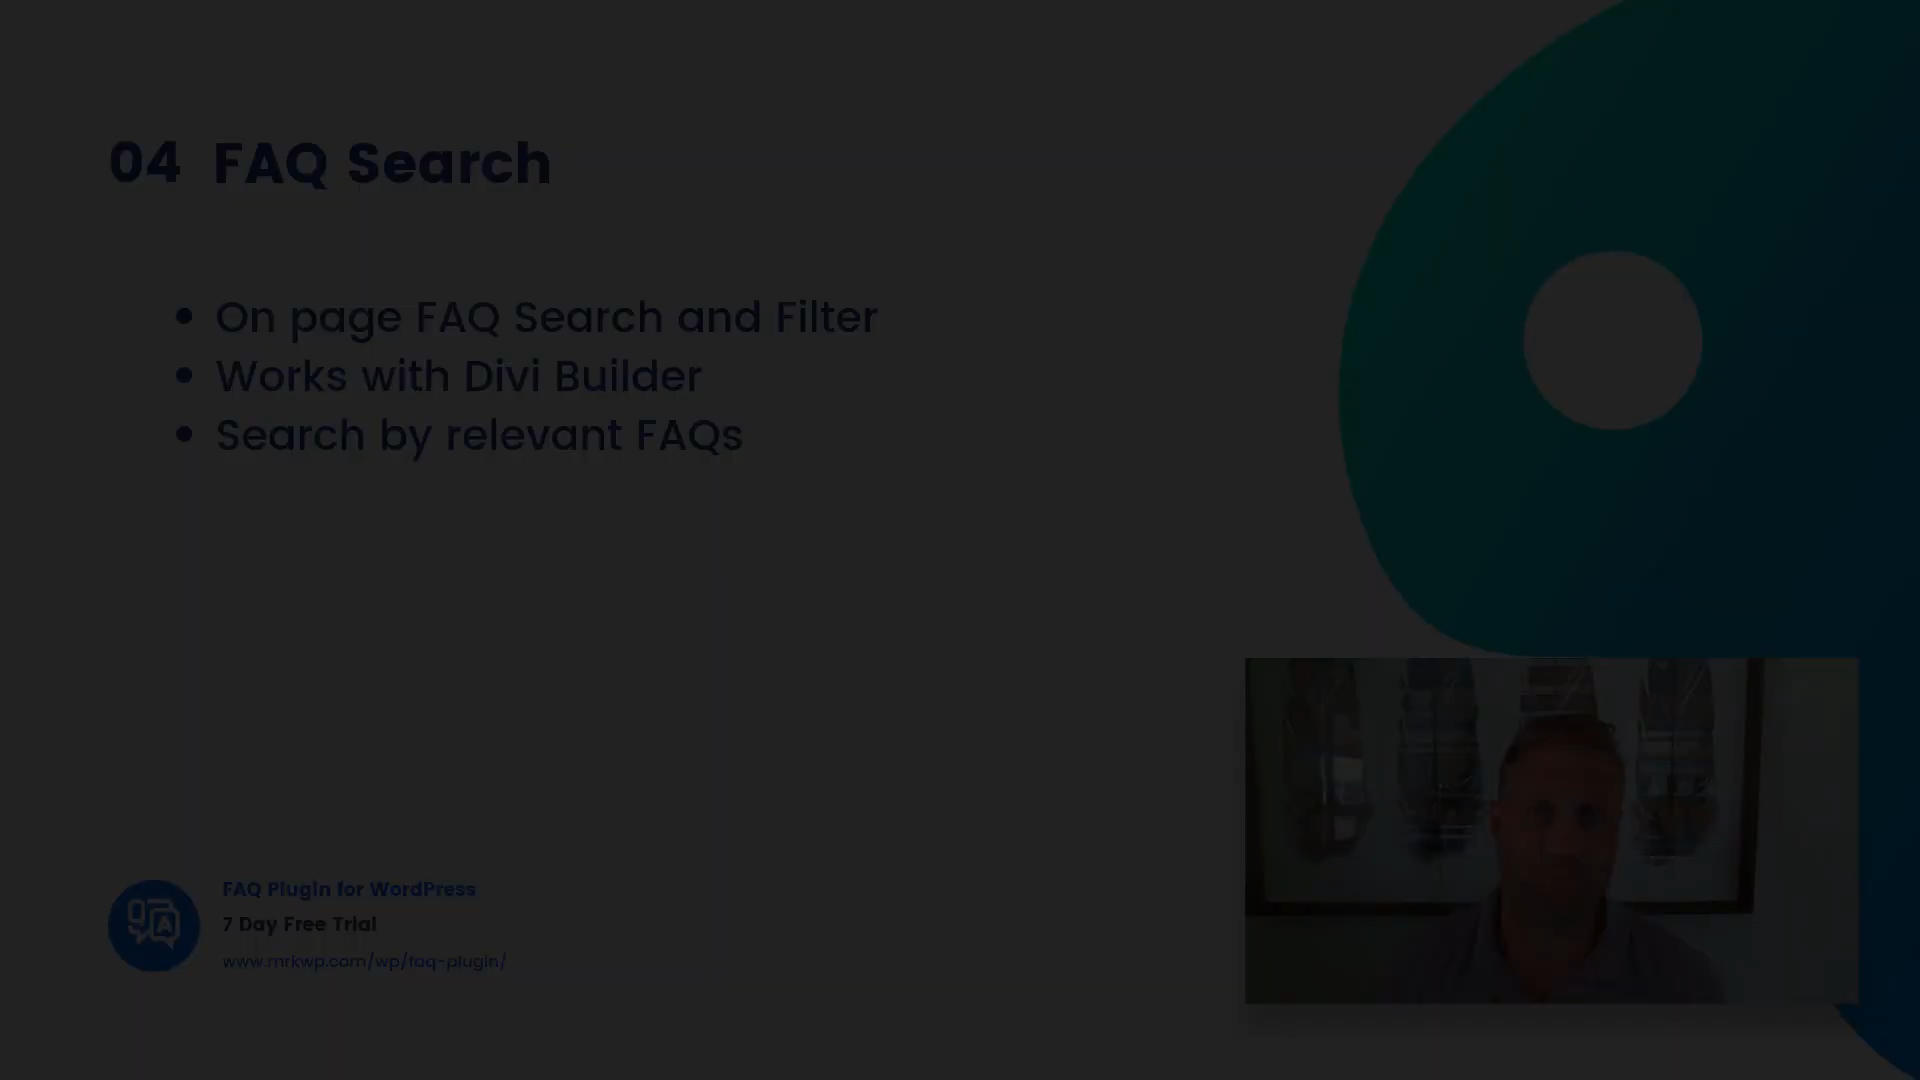 04 FAQ Search
• On page FAQ Search and Filter
• Works with Divi Builder
• Search by relevant FAQs
FAQ Plugin for WordPress
7 Day Free Trial
www.mrkwp.com/wp/faq-plugin/